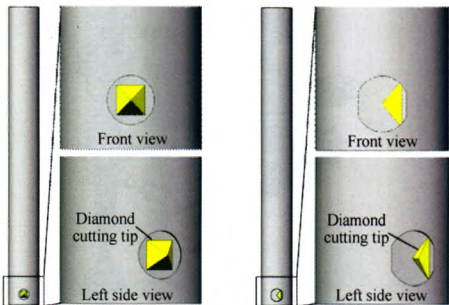 Front view
Diamond
cutting tip
Left side view
Front view
Diamond
cutting tip
Left side view